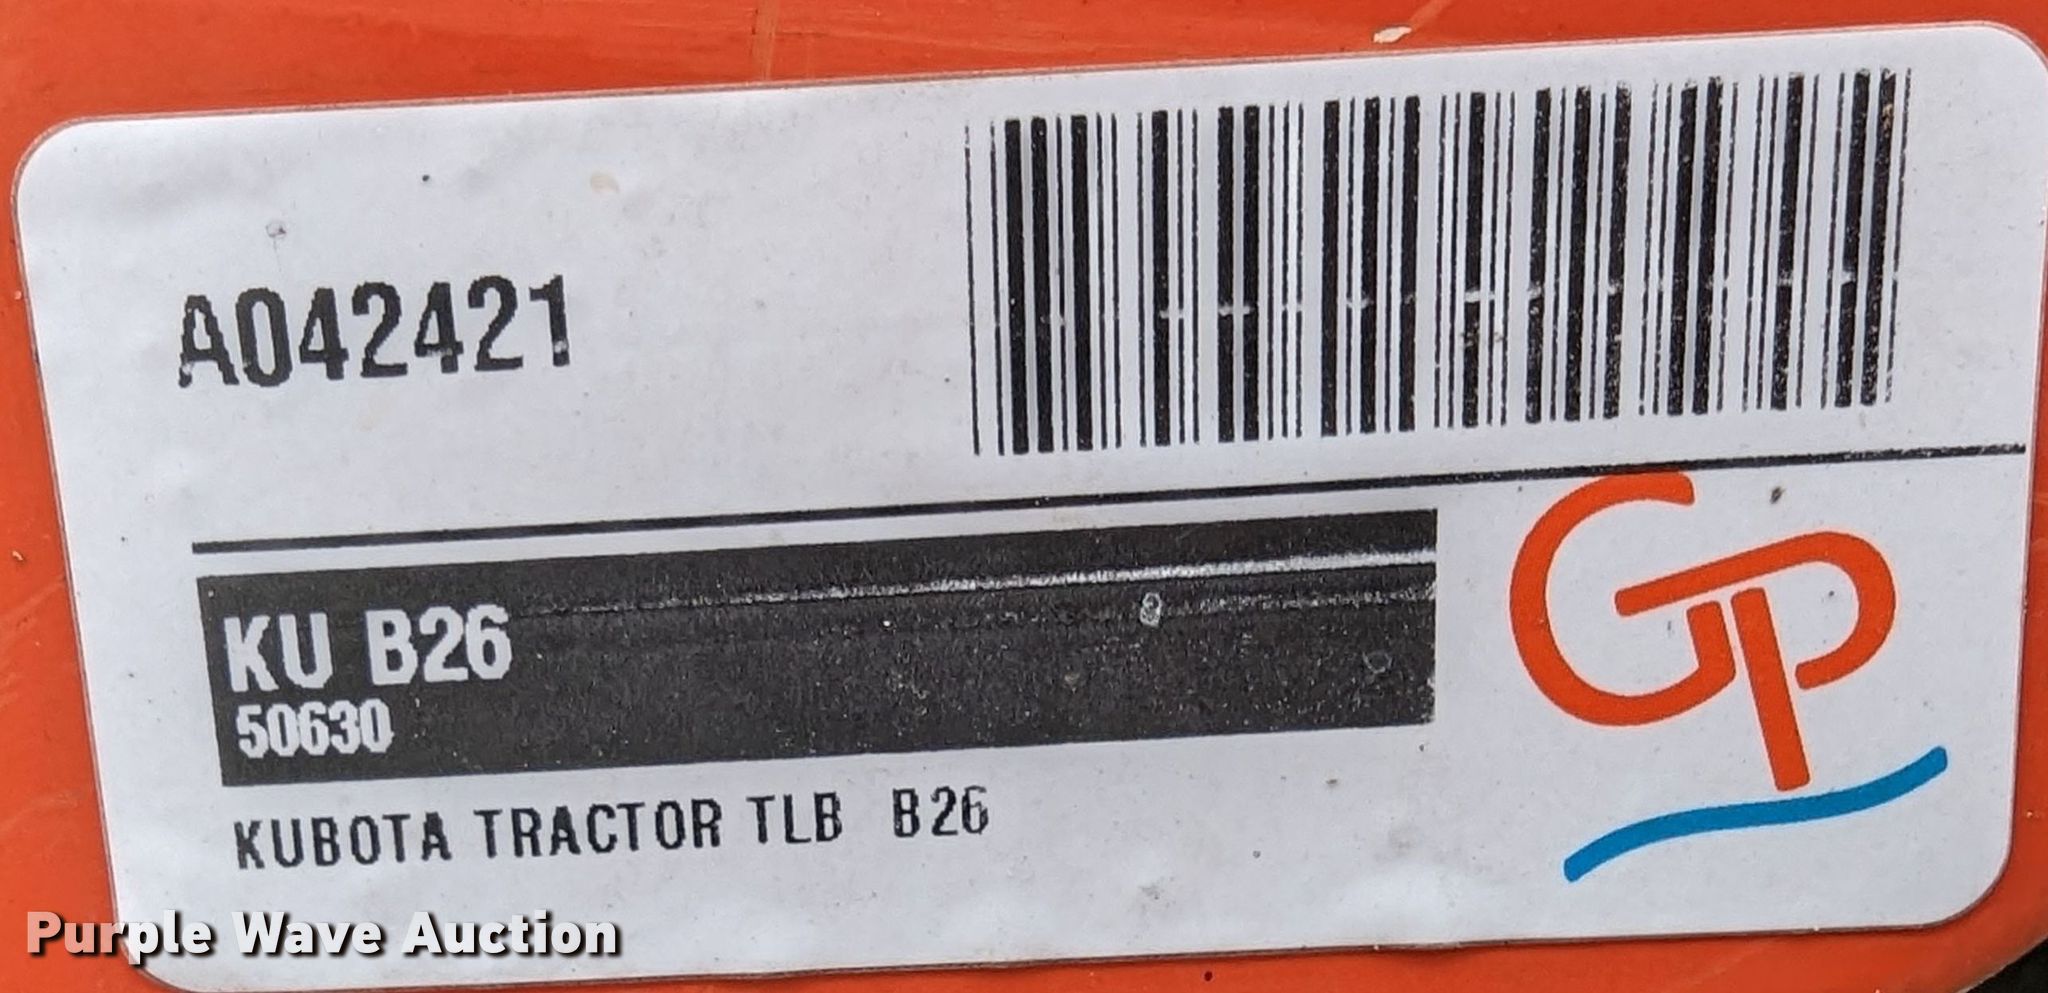 A042421
KU B26
50630
GP
KUBOTA TRACTOR TLB B26
Purple Wave Auction